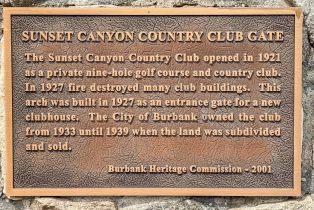 SUNSET CANYON COUNTRY CLUB GATE
The Sunset Canyon Country Club opened in 1921
as a private nine-hole golf course and country club.
In 1927 fire destroyed many club buildings. This
arch was built in 1927 as an entrance gate for a new
clubhouse. The City of Burbank owned the club
from 1933 until 1939 when the land was subdivided
and sold.
Burbank Heritage Commission - 2001